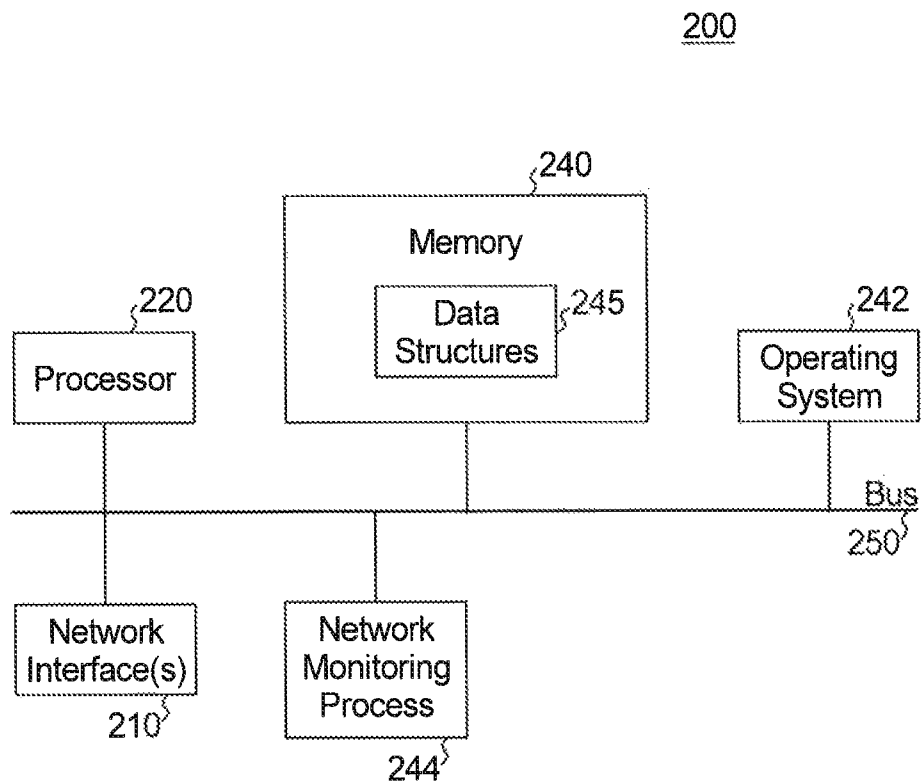 200
240
Memory
220
Data
Structures
245
242
Processor
Operating
System
Bus
250
Network
Interface(s)
210
Network
Monitoring
Process
244